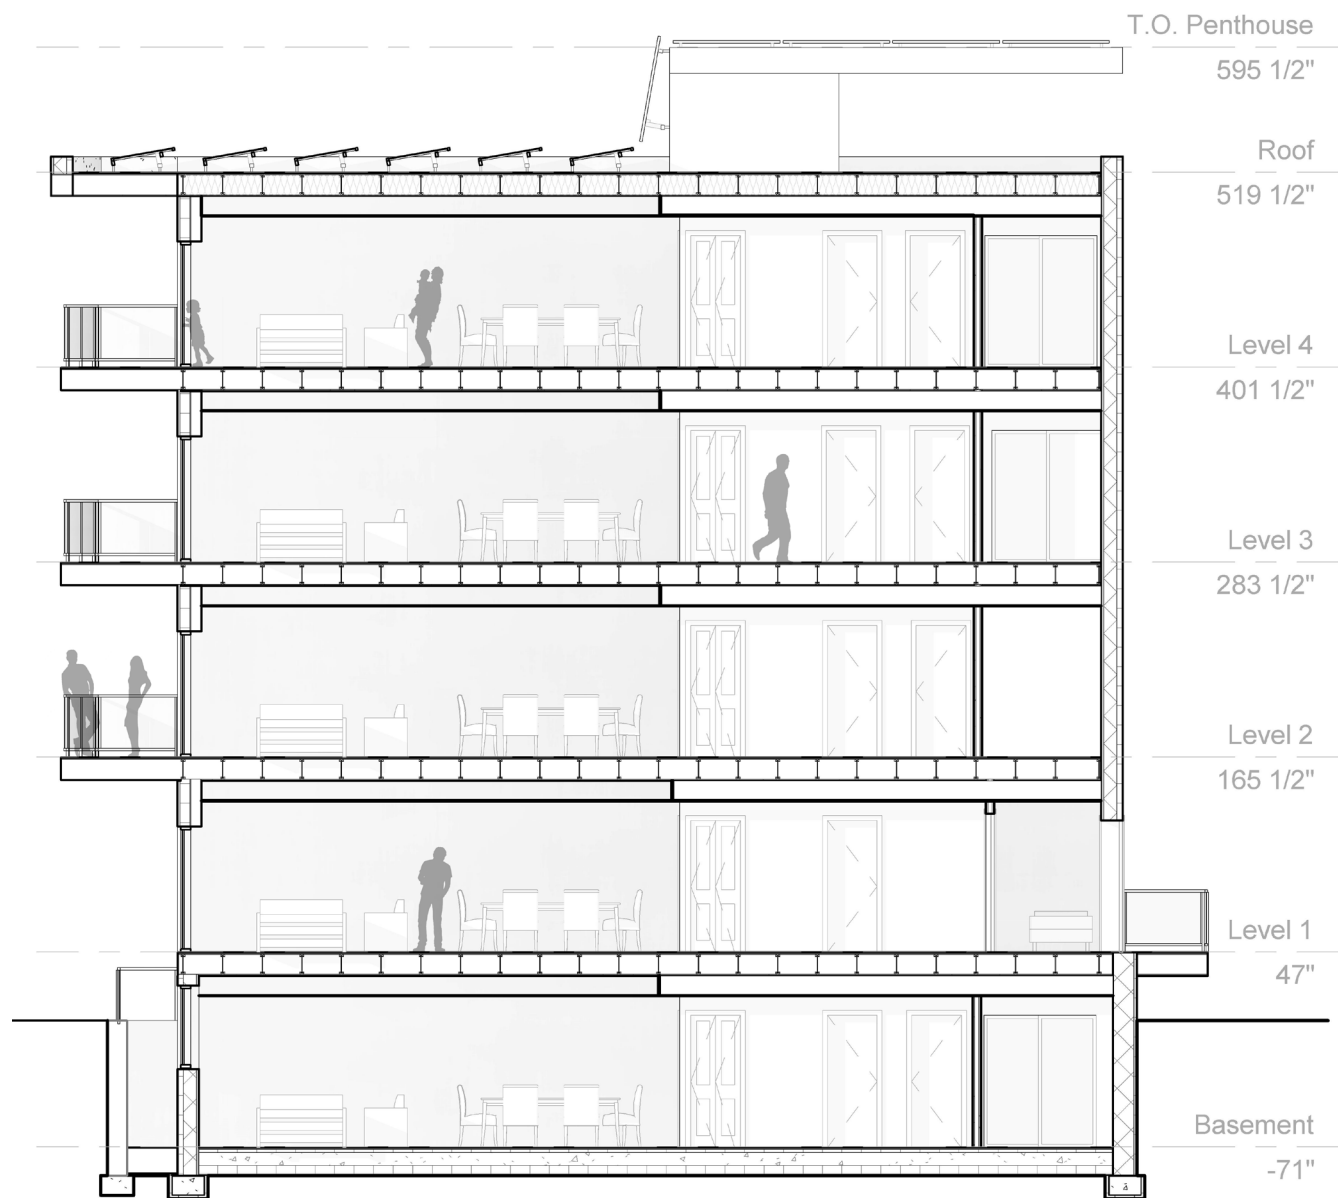 T.O. Penthouse
595 1/2"
Roof
519 1/2"
Level 4
401 1/2"
Level 3
283 1/2"
Level 2
165 1/2"
Level 1
47"
Basement
-71"